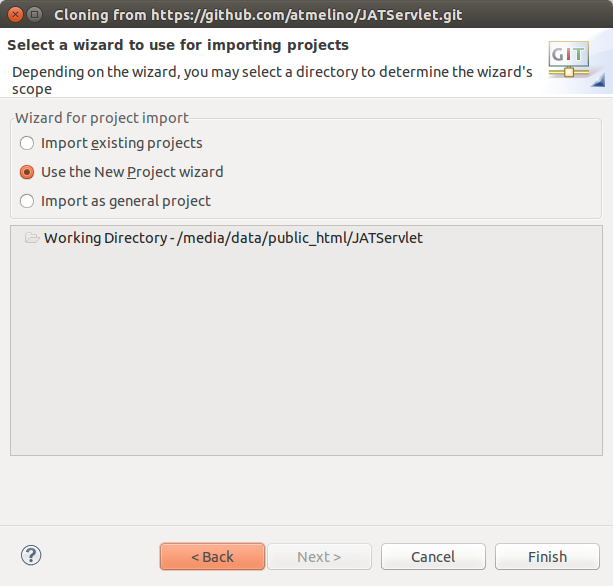 Cloning from https://github.com/atmelino/JATServlet.git
Select a wizard to use for importing projects
Depending on the wizard, you may select a directory to determine the wizard's
scope
GIT
Wizard for project import
Import existing projects
Use the New Project wizard
Import as general project
Working Directory - /media/data/public_html/JATServlet
?
< Back
Next >
Cancel
Finish